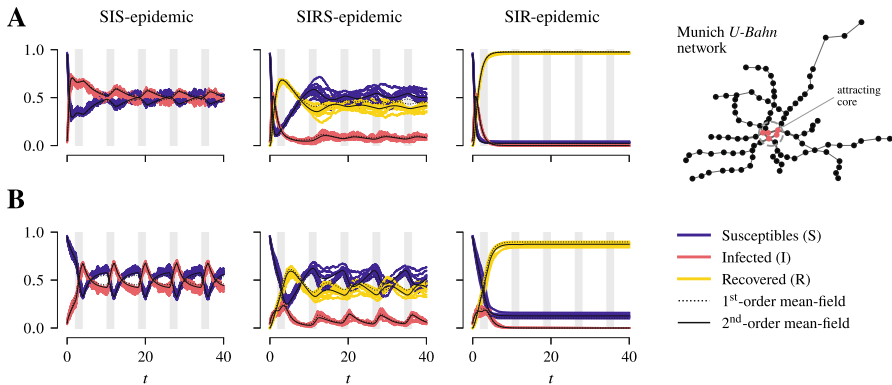 A
SIS-epidemic
SIRS-epidemic
SIR-epidemic
1.0
0.5
0.0
Munich U-Bahn
network
attracting
core
B
1.0
0.5
0.0
0 20 40
0 20 40
0 20 40
t
t
t
Susceptibles (S)
Infected (I)
Recovered (R)
1st-order mean-field
2nd-order mean-field